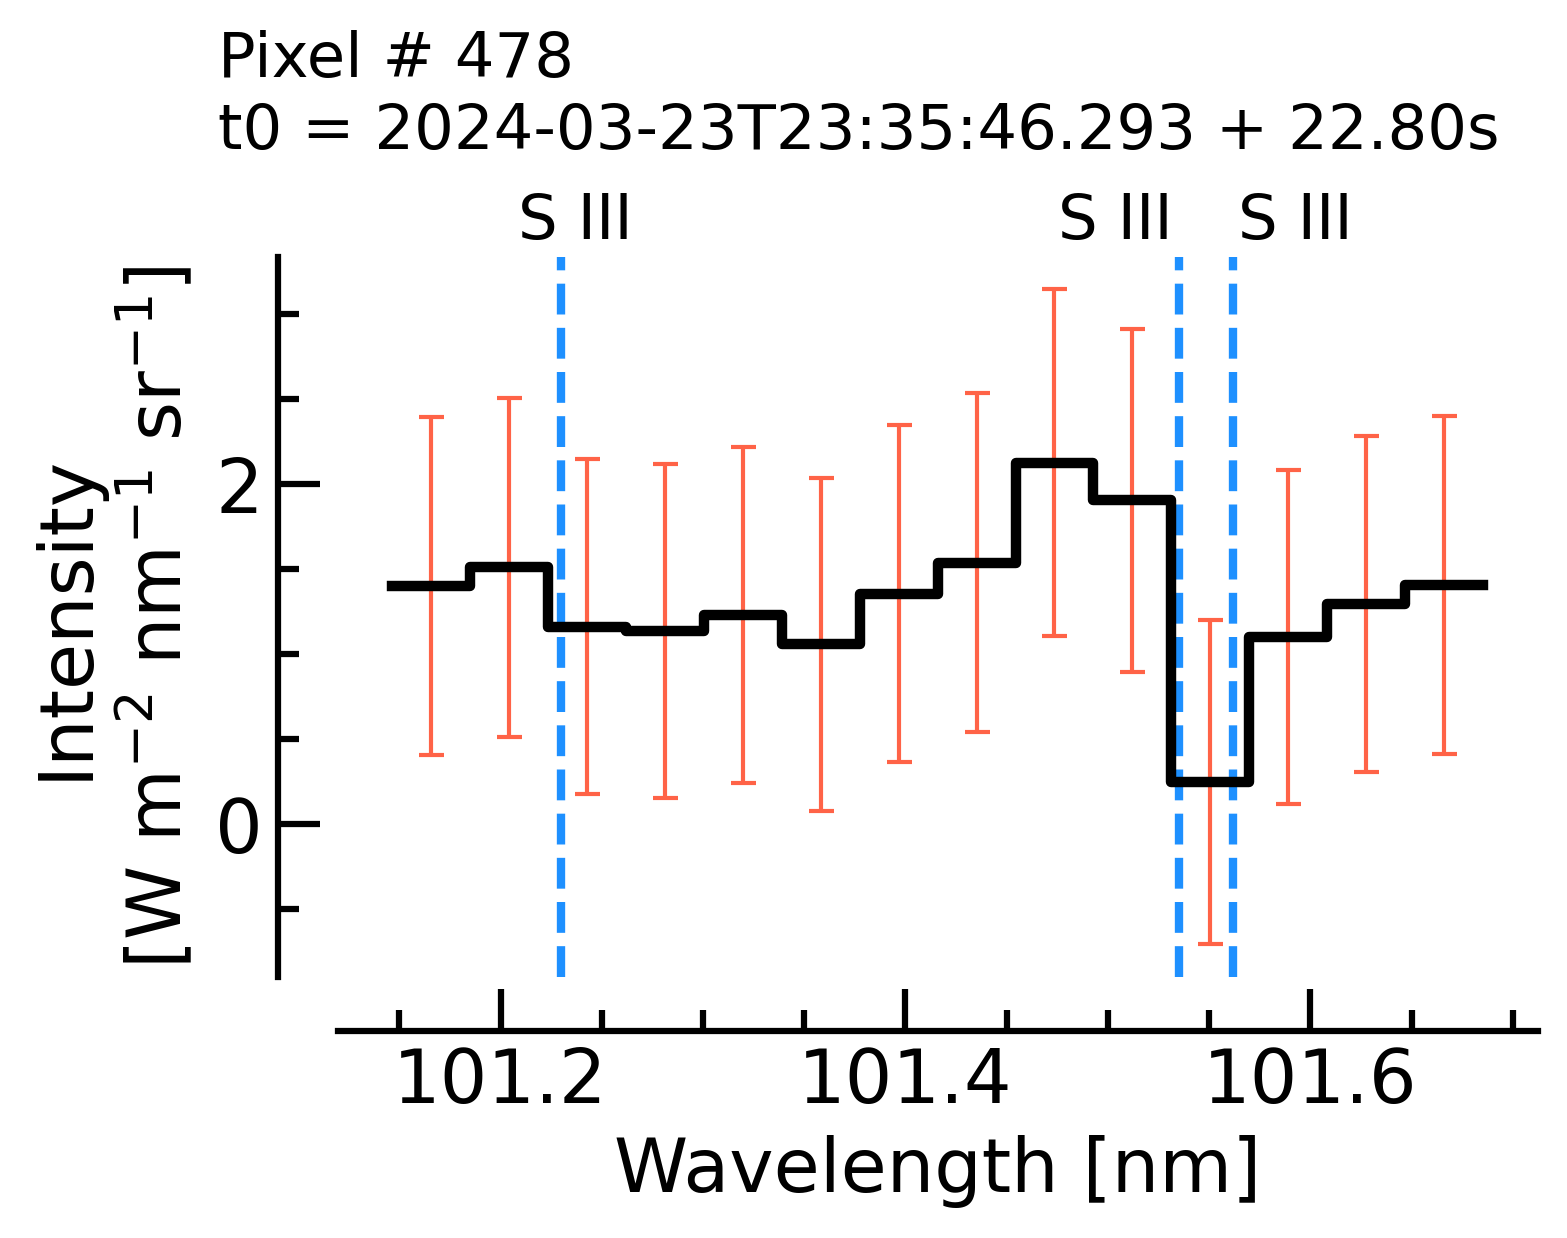 Pixel # 478
t0 = 2024-03-23T23:35:46.293 + 22.80s
S III S III S III
Intensity
[W m⁻² nm⁻¹ sr⁻¹]
2
0
101.2 101.4 101.6
Wavelength [nm]